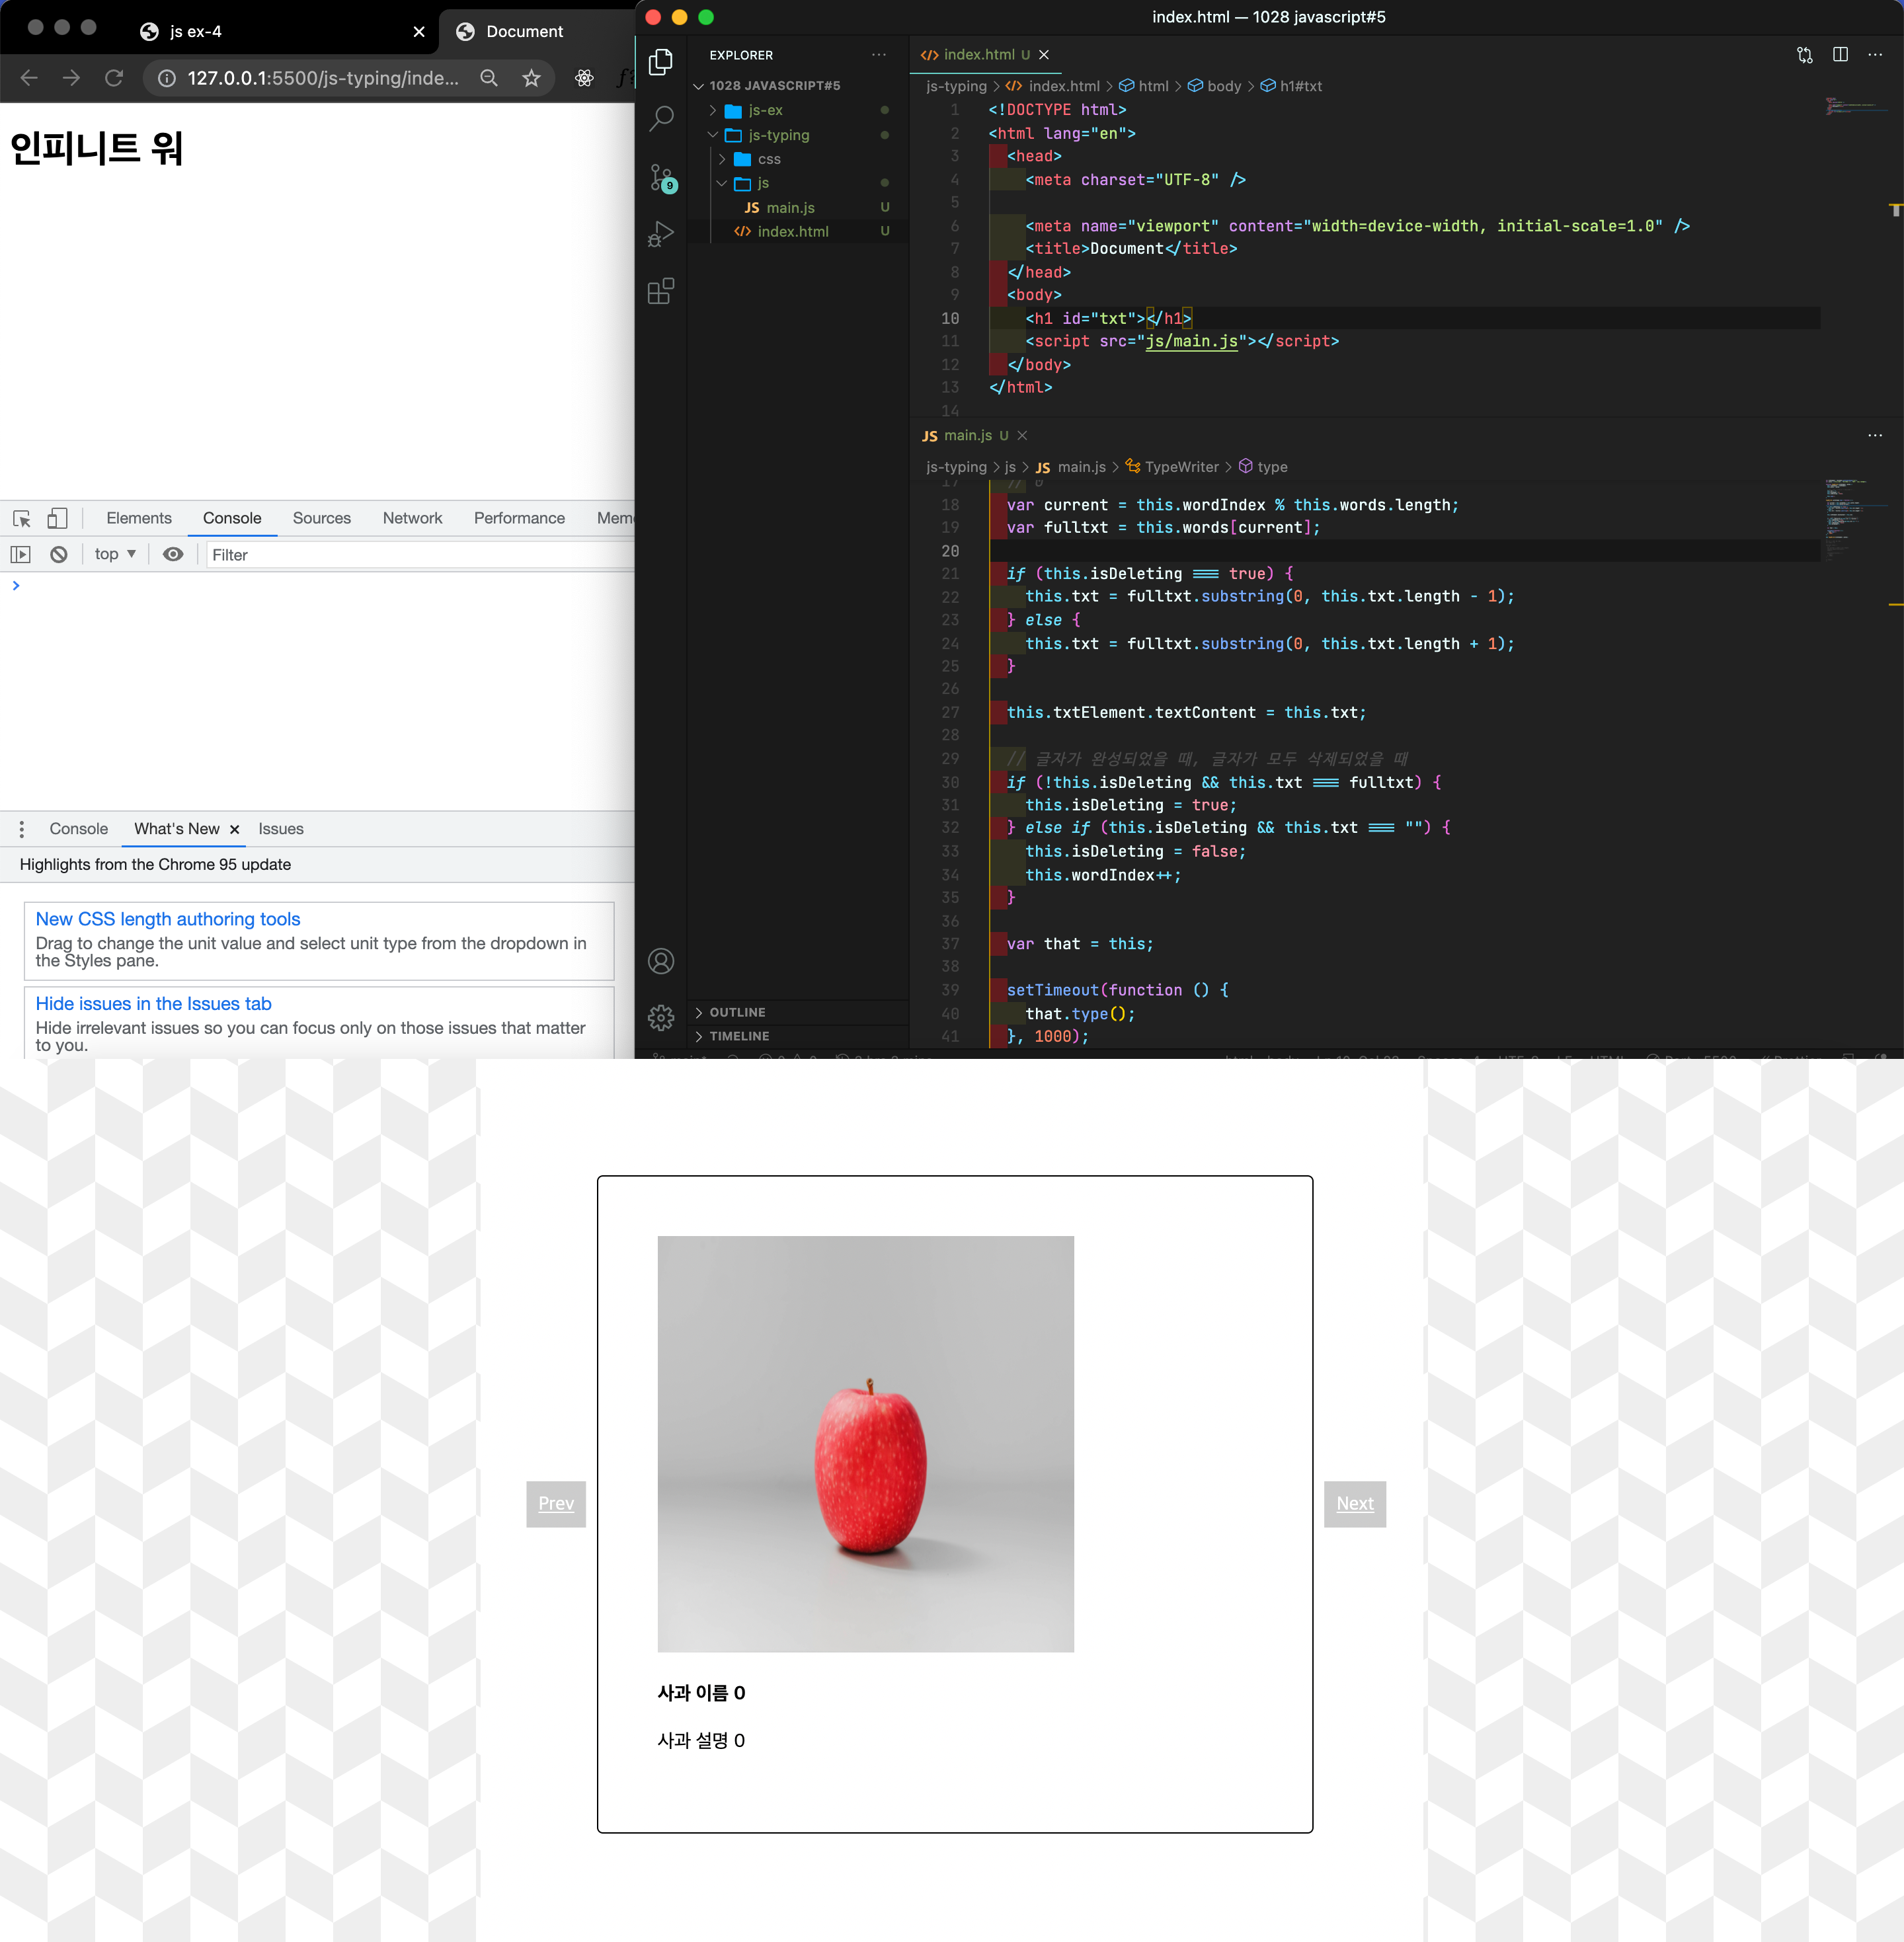 js ex-4
Document
127.0.0.1:5500/js-typing/inde...
인피니트 워
Elements
Console
Sources
Network
Performance
top
Filter
Console
What's New
Issues
Highlights from the Chrome 95 update
New CSS length authoring tools
Drag to change the unit value and select unit type from the dropdown in
the Styles pane.
Hide issues in the Issues tab
Hide irrelevant issues so you can focus only on those issues that matter
to you.
index.html — 1028 javascript#5
EXPLORER
1028 JAVASCRIPT#5
js-ex
js-typing
css
js
9
JS main.js U
index.html U
OUTLINE
TIMELINE
index.html U
js-typing > index.html > html > body > h1#txt
1 <!DOCTYPE html>
2 <html lang="en">
3 <head>
4 <meta charset="UTF-8" />
5
6 <meta name="viewport" content="width=device-width, initial-scale=1.0" />
7 <title>Document</title>
8 </head>
9 <body>
10 <h1 id="txt"></h1>
11 <script src="js/main.js"></script>
12 </body>
13 </html>
14
JS main.js U
js-typing > js > JS main.js > TypeWriter > type
17 // 0
18 var current = this.wordIndex % this.words.length;
19 var fulltxt = this.words[current];
20
21 if (this.isDeleting === true) {
22 this.txt = fulltxt.substring(0, this.txt.length - 1);
23 } else {
24 this.txt = fulltxt.substring(0, this.txt.length + 1);
25 }
26
27 this.txtElement.textContent = this.txt;
28
29 // 글자가 완성되었을 때, 글자가 모두 삭제되었을 때
30 if (!this.isDeleting && this.txt === fulltxt) {
31 this.isDeleting = true;
32 } else if (this.isDeleting && this.txt === "") {
33 this.isDeleting = false;
34 this.wordIndex++;
35 }
36
37 var that = this;
38
39 setTimeout(function () {
40 that.type();
41 }, 1000);
Prev
Next
사과 이름 0
사과 설명 0